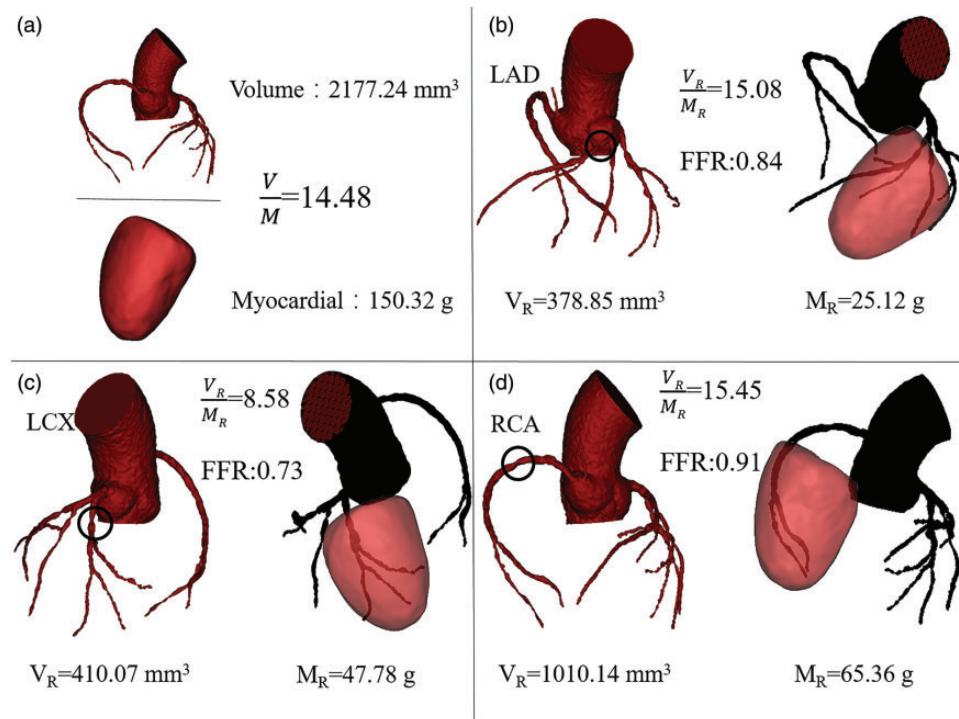 (a)
Volume：2177.24 mm³
V/M=14.48
Myocardial：150.32 g
(b)
LAD
V_R/M_R=15.08
FFR:0.84
V_R=378.85 mm³
M_R=25.12 g
(c)
LCX
V_R/M_R=8.58
FFR:0.73
V_R=410.07 mm³
M_R=47.78 g
(d)
RCA
V_R/M_R=15.45
FFR:0.91
V_R=1010.14 mm³
M_R=65.36 g